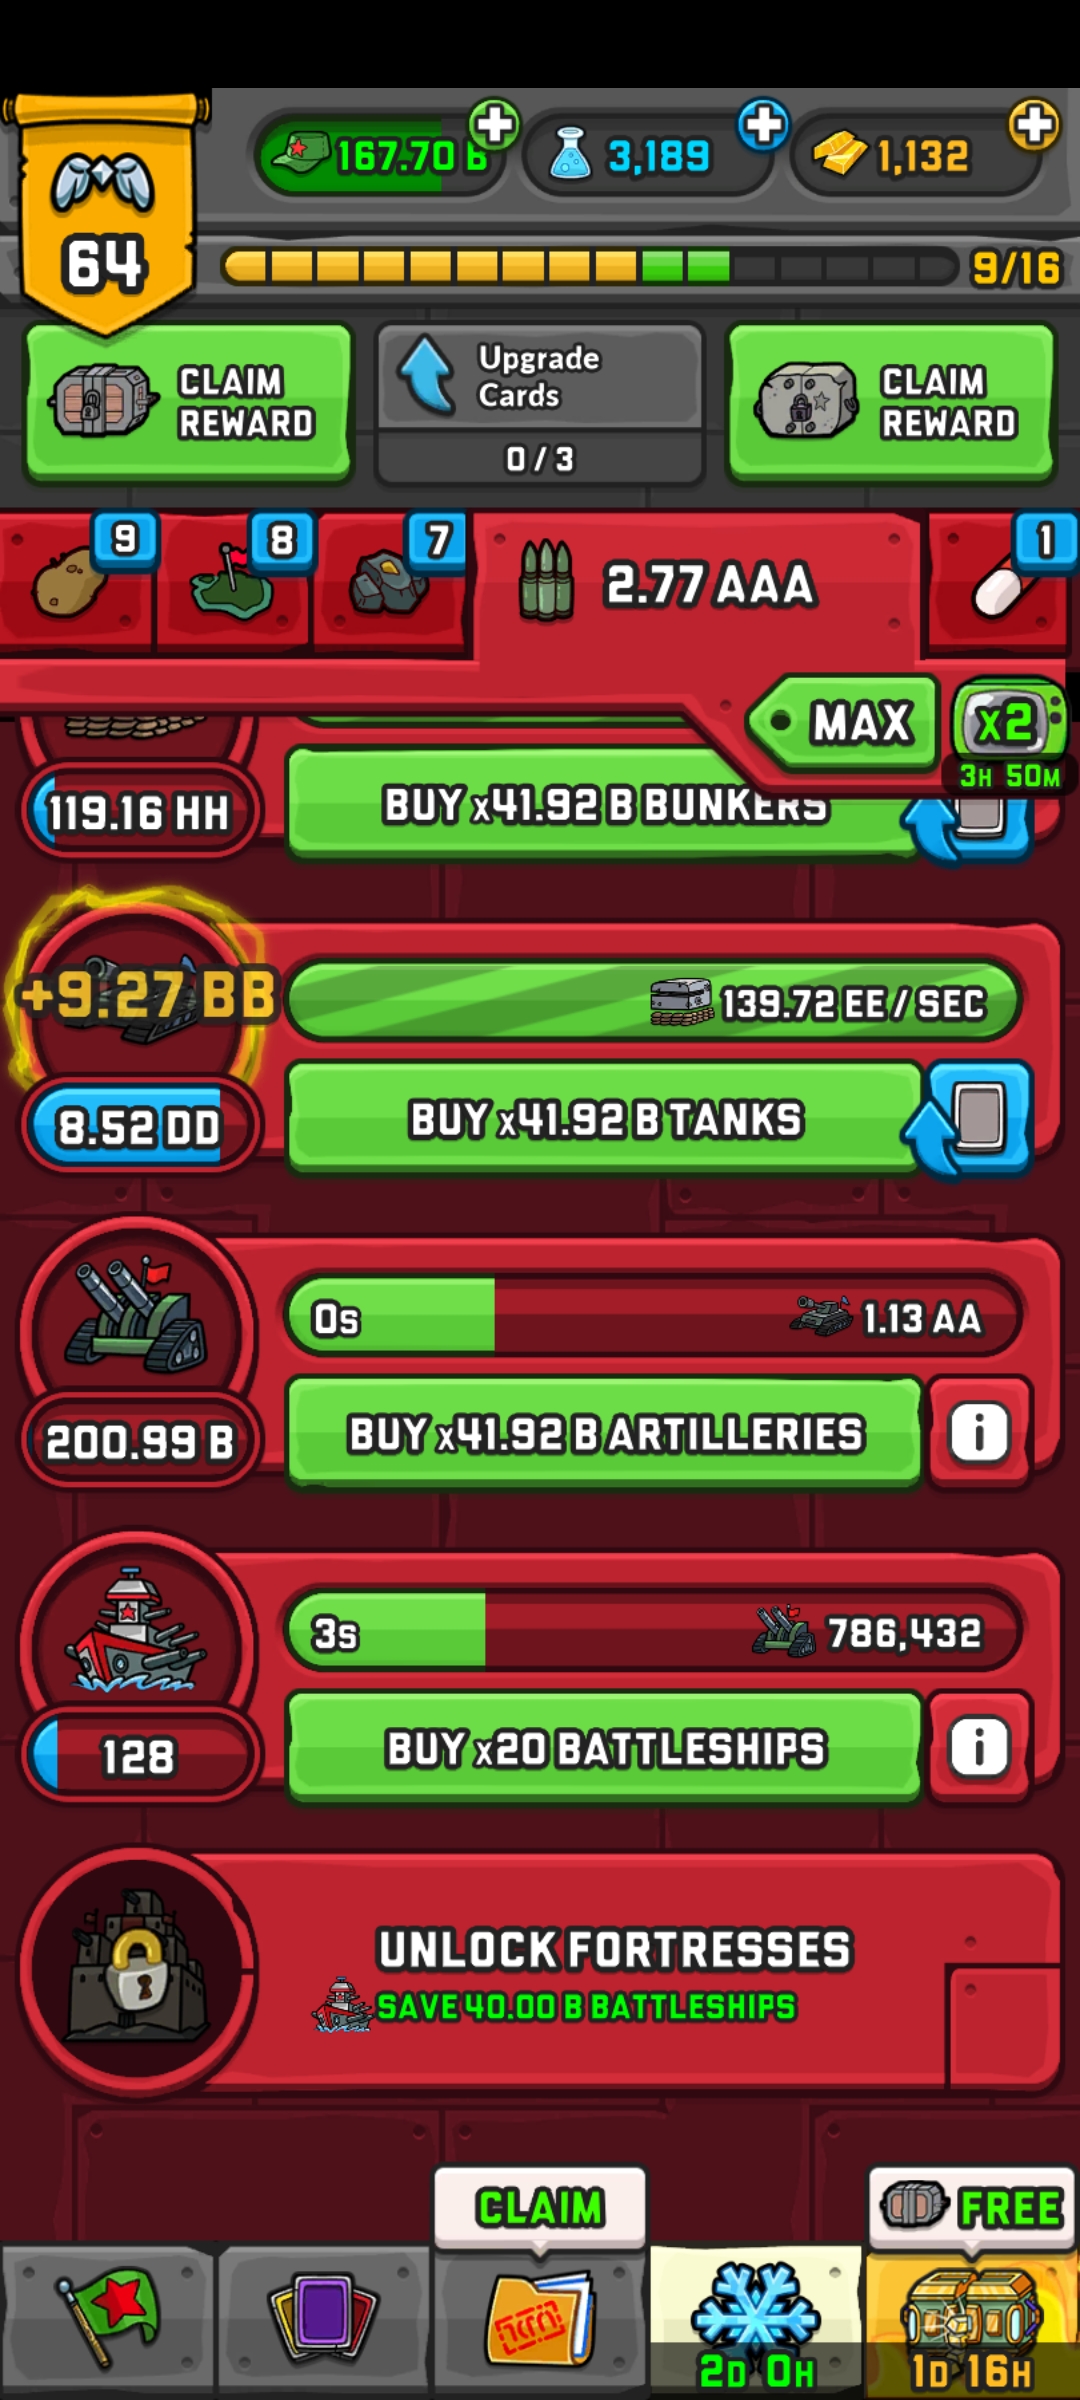 64
167.70 B
3,189
1,132
9/16
CLAIM
REWARD
Upgrade
Cards
0 / 3
CLAIM
REWARD
9
8
7
2.77 AAA
1
MAX
x2
3H 50M
119.16 HH
BUY x41.92 B BUNKERS
+9.27 BB
139.72 EE / SEC
8.52 DD
BUY x41.92 B TANKS
0s
1.13 AA
200.99 B
BUY x41.92 B ARTILLERIES
i
3s
786,432
128
BUY x20 BATTLESHIPS
i
UNLOCK FORTRESSES
SAVE 40.00 B BATTLESHIPS
CLAIM
FREE
2D 0H
1D 16H